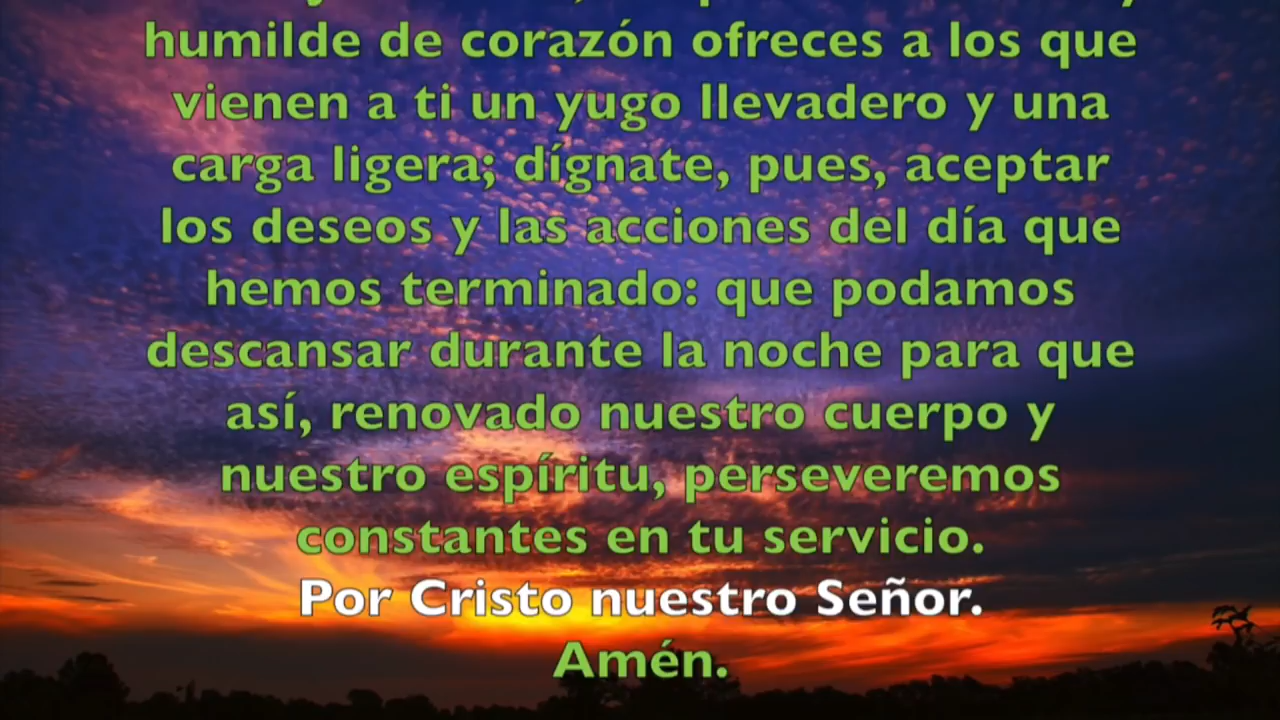 humilde de corazón ofreces a los que
vienen a ti un yugo llevadero y una
carga ligera; dígnate, pues, aceptar
los deseos y las acciones del día que
hemos terminado: que podamos
descansar durante la noche para que
así, renovado nuestro cuerpo y
nuestro espíritu, perseveremos
constantes en tu servicio.
Por Cristo nuestro Señor.
Amén.